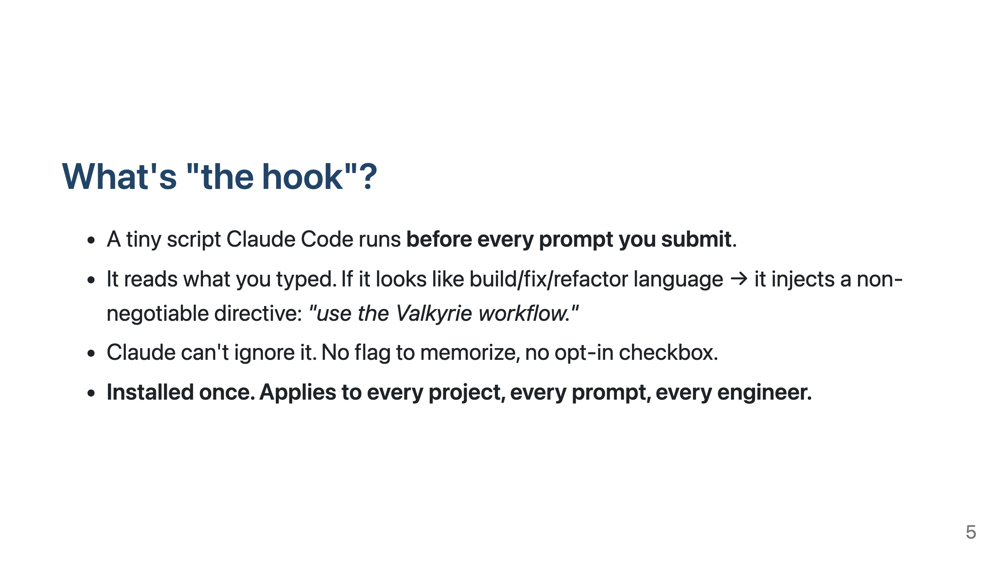 What's "the hook"?
• A tiny script Claude Code runs before every prompt you submit.
• It reads what you typed. If it looks like build/fix/refactor language → it injects a non-
negotiable directive: "use the Valkyrie workflow."
• Claude can't ignore it. No flag to memorize, no opt-in checkbox.
• Installed once. Applies to every project, every prompt, every engineer.
5